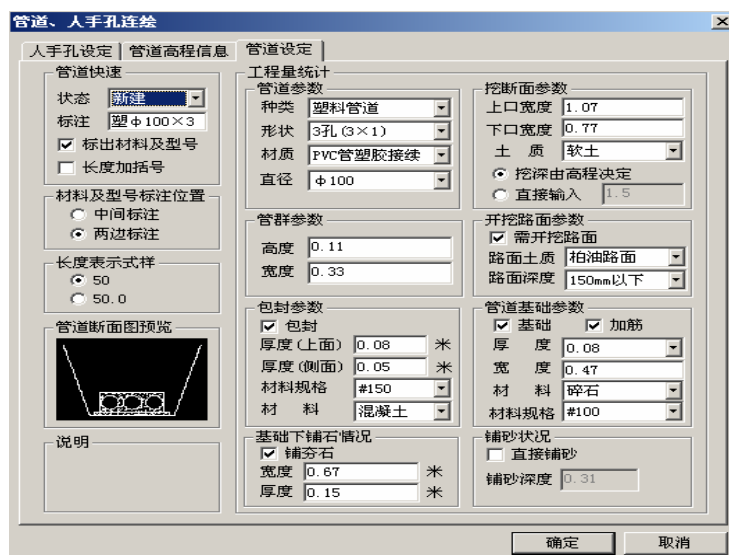 管道、人手孔连绘
人手孔设定 管道高程信息 管道设定
管道快速
状态 新建
标注 塑φ100×3
标出材料及型号
长度加括号
材料及型号标注位置
中间标注
两边标注
长度表示式样
50
50.0
管道断面图预览
说明
工程量统计
管道参数
种类 塑料管道
形状 3孔(3×1)
材质 PVC管塑胶接续
直径 φ100
管群参数
高度 0.11
宽度 0.33
包封参数
包封
厚度(上面) 0.08 米
厚度(侧面) 0.05 米
材料规格 #150
材 料 混凝土
基础下铺石情况
铺夯石
宽度 0.67 米
厚度 0.15 米
挖断面参数
上口宽度 1.07
下口宽度 0.77
土 质 软土
挖深由高程决定
直接输入 1.5
开挖路面参数
需开挖路面
路面土质 柏油路面
路面深度 150mm以下
管道基础参数
基础 加筋
厚 度 0.08
宽 度 0.47
材 料 碎石
材料规格 #100
铺砂状况
直接铺砂
铺砂深度 0.31
确定 取消